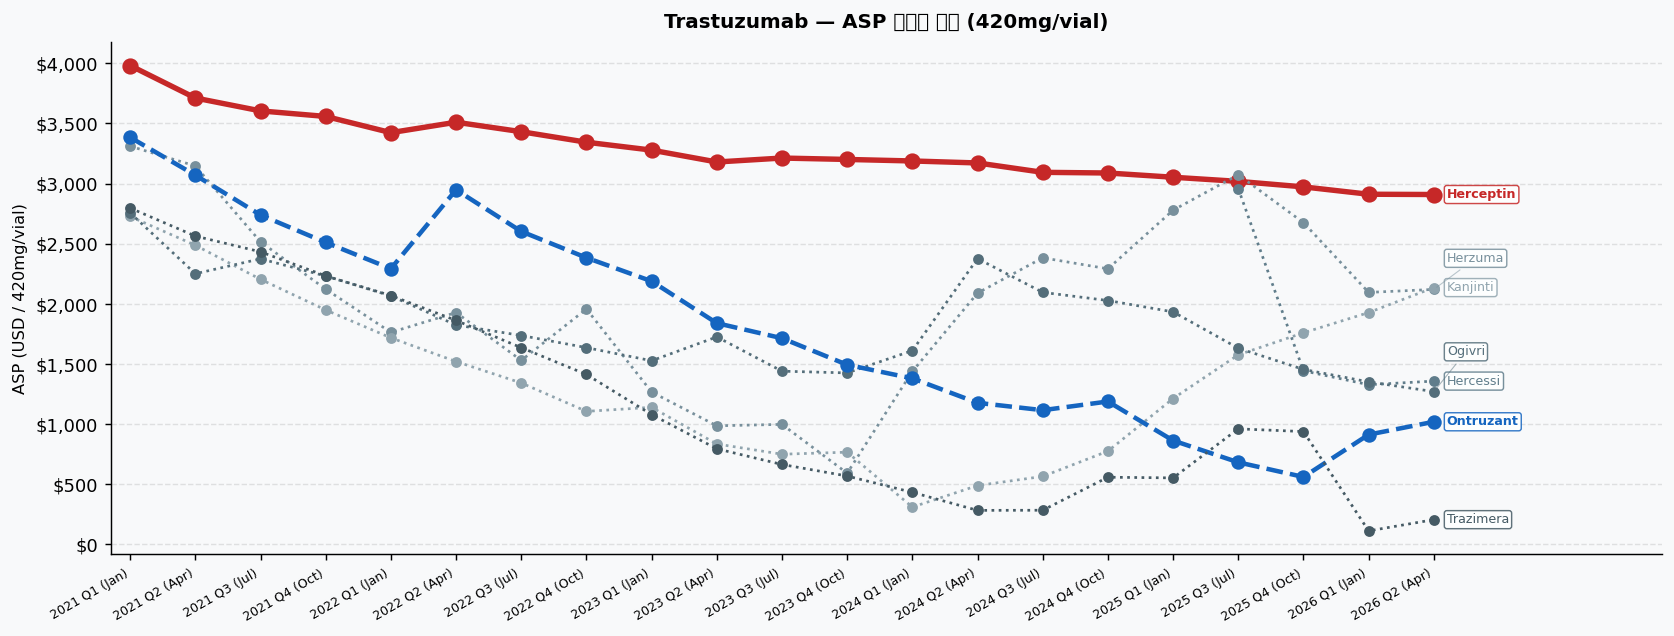 Trastuzumab — ASP (420mg/vial)
ASP (USD / 420mg/vial)
$4,000
$3,500
$3,000
$2,500
$2,000
$1,500
$1,000
$500
$0
Herceptin
Herzuma
Kanjinti
Ogivri
Hercessi
Ontruzant
Trazimera
2021 Q1 (Jan)
2021 Q2 (Apr)
2021 Q3 (Jul)
2021 Q4 (Oct)
2022 Q1 (Jan)
2022 Q2 (Apr)
2022 Q3 (Jul)
2022 Q4 (Oct)
2023 Q1 (Jan)
2023 Q2 (Apr)
2023 Q3 (Jul)
2023 Q4 (Oct)
2024 Q1 (Jan)
2024 Q2 (Apr)
2024 Q3 (Jul)
2024 Q4 (Oct)
2025 Q1 (Jan)
2025 Q3 (Jul)
2025 Q4 (Oct)
2026 Q1 (Jan)
2026 Q2 (Apr)